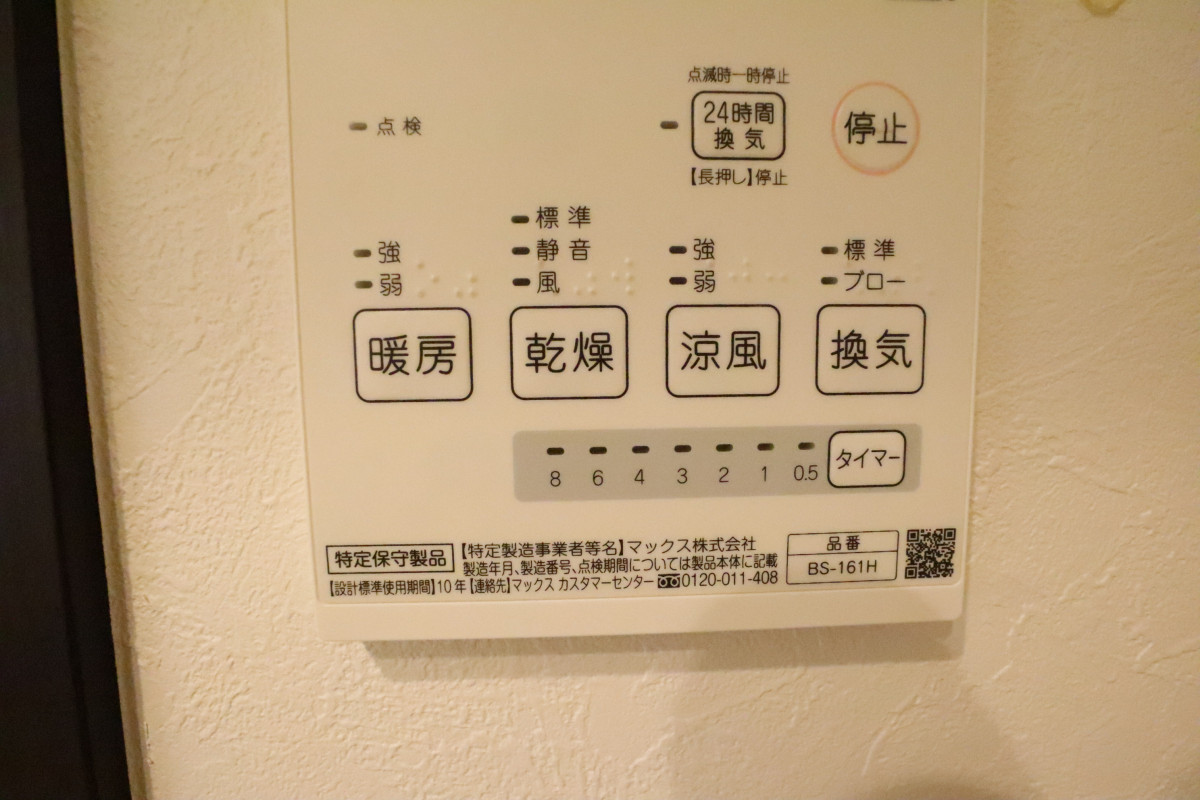 点滅時一時停止
点検
24時間
換気
停止
【長押し】停止
標準
強
静音
強
標準
弱
風
弱
ブロー
暖房
乾燥
涼風
換気
8 6 4 3 2 1 0.5
タイマー
特定保守製品
【特定製造事業者等名】マックス株式会社
製造年月、製造番号、点検期間については製品本体に記載
【設計標準使用期間】10年【連絡先】マックス カスタマーセンター 0120-011-408
品番
BS-161H